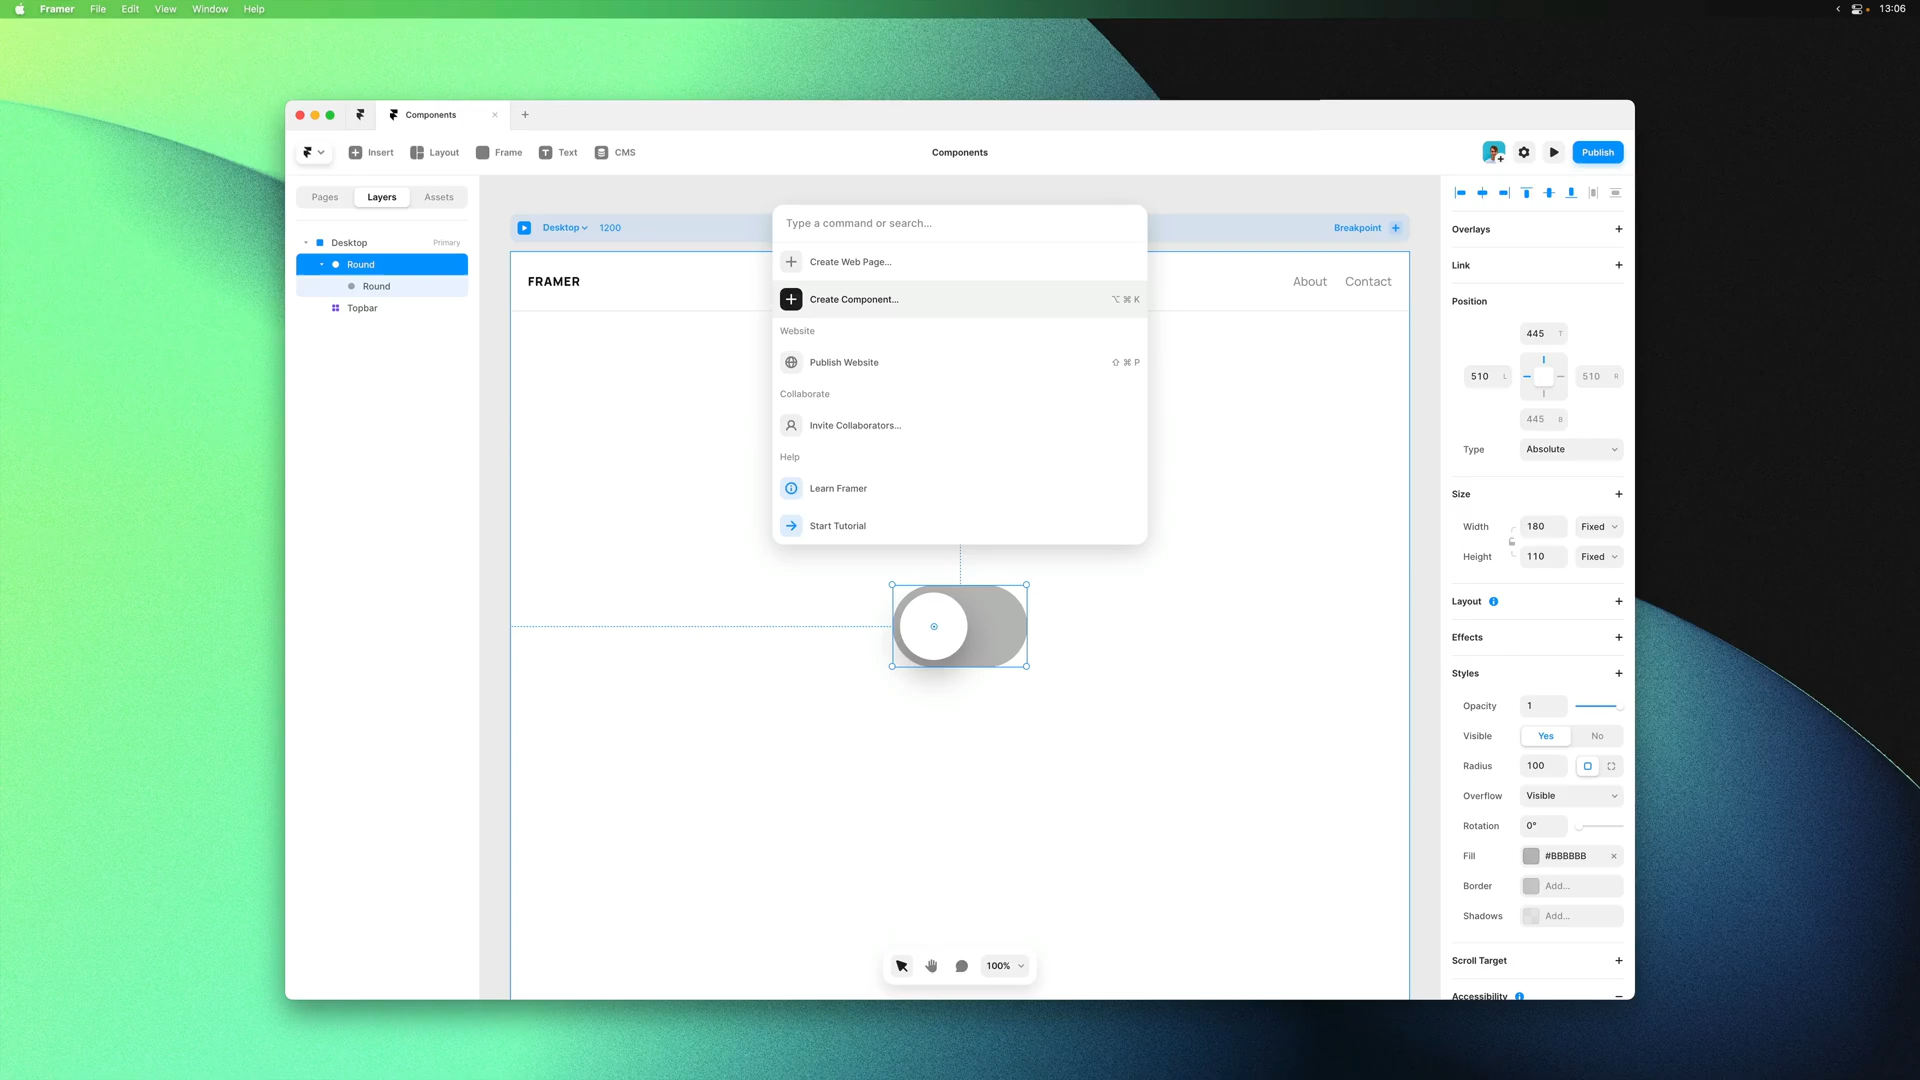 Framer File Edit View Window Help 13:06
Components
Insert Layout Frame Text CMS Components Publish
Pages Layers Assets
Desktop Primary
Round
Round
Topbar
Desktop 1200 Breakpoint
FRAMER About Contact
Type a command or search...
Create Web Page...
Create Component... ⌥ ⌘ K
Website
Publish Website ⇧ ⌘ P
Collaborate
Invite Collaborators...
Help
Learn Framer
Start Tutorial
100%
Overlays
Link
Position
445 T
510 L 510 R
445 B
Type Absolute
Size
Width 180 Fixed
Height 110 Fixed
Layout
Effects
Styles
Opacity 1
Visible Yes No
Radius 100
Overflow Visible
Rotation 0°
Fill #BBBBBB
Border Add...
Shadows Add...
Scroll Target
Accessibility